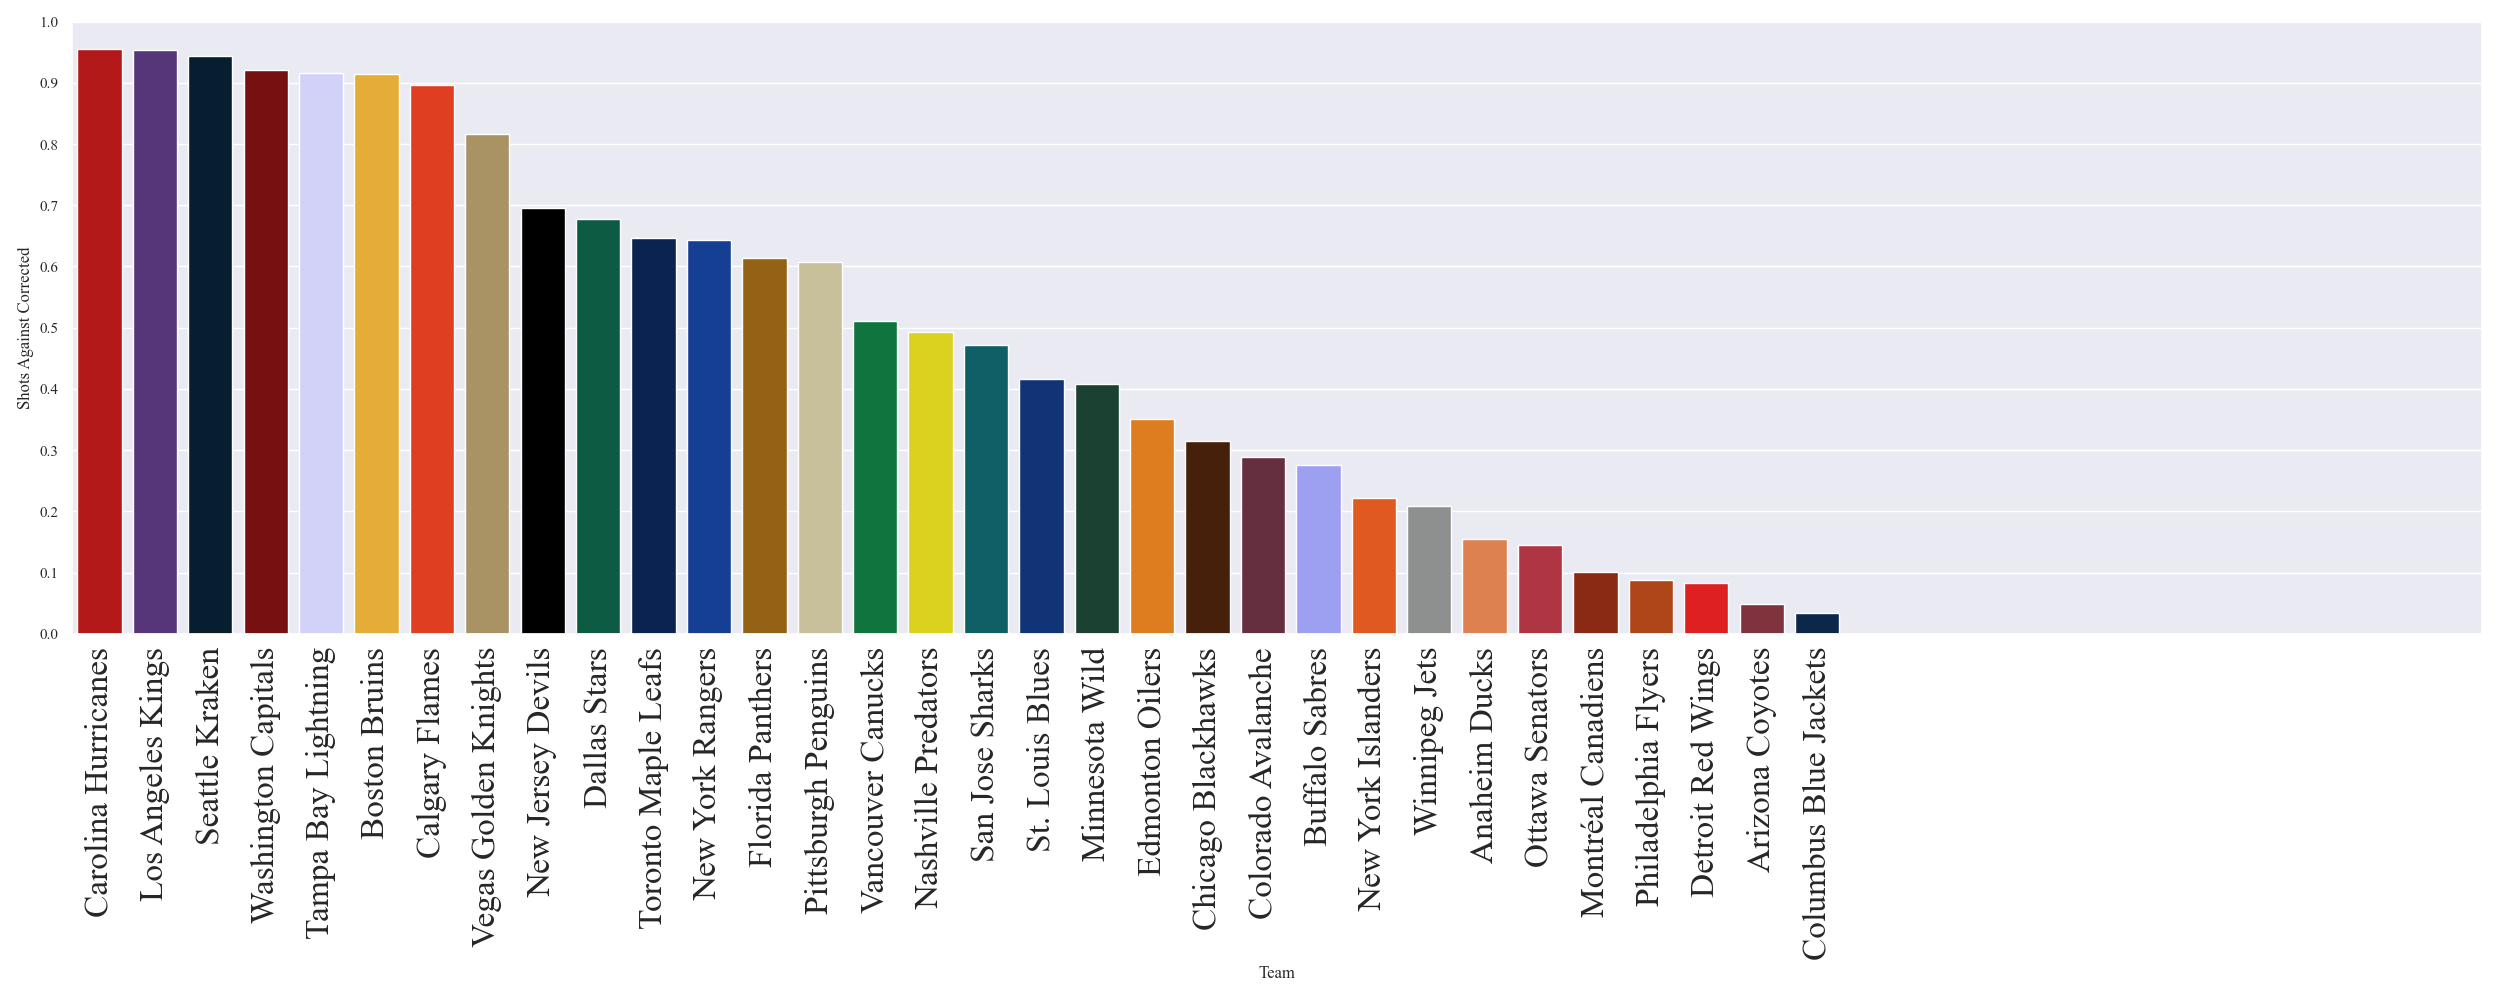 1.0
0.9
0.8
0.7
0.6
0.5
0.4
0.3
0.2
0.1
0.0
Shots Against Corrected
Carolina Hurricanes
Los Angeles Kings
Seattle Kraken
Washington Capitals
Tampa Bay Lightning
Boston Bruins
Calgary Flames
Vegas Golden Knights
New Jersey Devils
Dallas Stars
Toronto Maple Leafs
New York Rangers
Florida Panthers
Pittsburgh Penguins
Vancouver Canucks
Nashville Predators
San Jose Sharks
St. Louis Blues
Minnesota Wild
Edmonton Oilers
Chicago Blackhawks
Colorado Avalanche
Buffalo Sabres
New York Islanders
Winnipeg Jets
Anaheim Ducks
Ottawa Senators
Montréal Canadiens
Philadelphia Flyers
Detroit Red Wings
Arizona Coyotes
Columbus Blue Jackets
Team